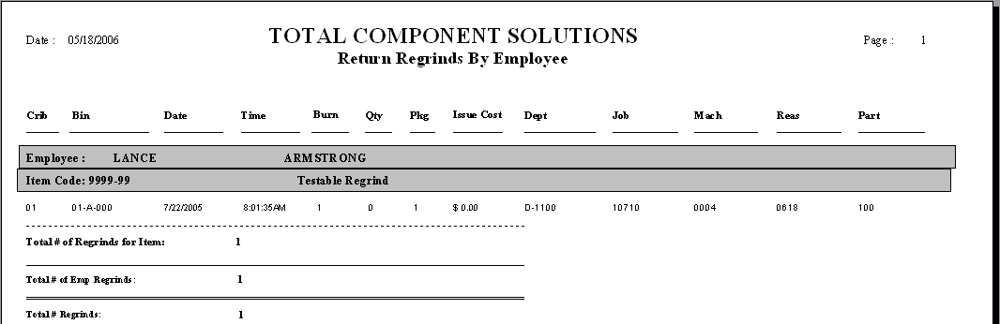 Date : 05/18/2006 TOTAL COMPONENT SOLUTIONS Page : 1
Return Regrinds By Employee
Crib Bin Date Time Burn Qty Pkg Issue Cost Dept Job Mach Reas Part
Employee : LANCE ARMSTRONG
Item Code: 9999-99 Testable Regrind
01 01-A-000 7/22/2005 8:01:35AM 1 0 1 $ 0.00 D-1100 10710 0004 0618 100
Total # of Regrinds for Item: 1
Total # of Emp Regrinds: 1
Total # Regrinds: 1